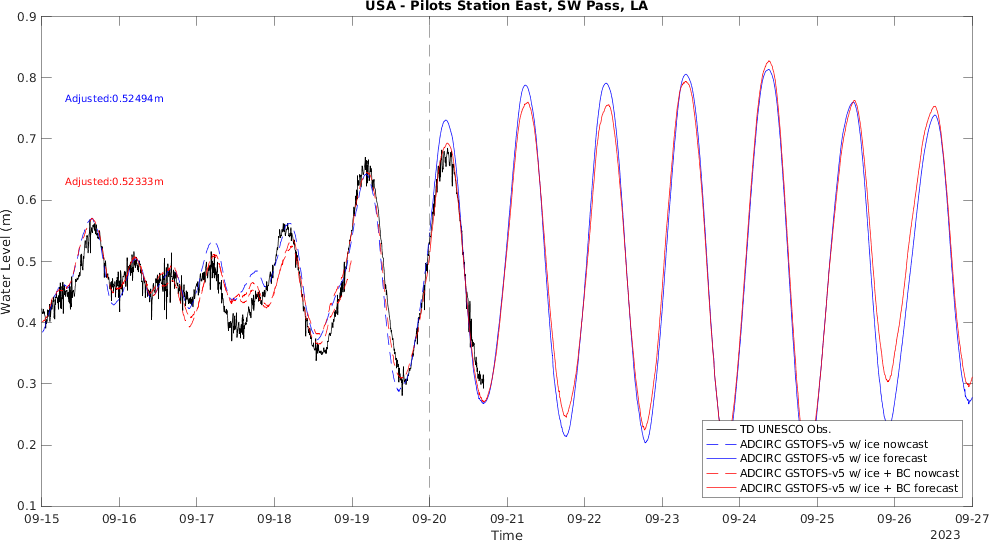 USA - Pilots Station East, SW Pass, LA
0.9
0.8
0.7
0.6
0.5
0.4
0.3
0.2
0.1
Water Level (m)
Adjusted:0.52494m
Adjusted:0.52333m
TD UNESCO Obs.
ADCIRC GSTOFS-v5 w/ ice nowcast
ADCIRC GSTOFS-v5 w/ ice forecast
ADCIRC GSTOFS-v5 w/ ice + BC nowcast
ADCIRC GSTOFS-v5 w/ ice + BC forecast
09-15 09-16 09-17 09-18 09-19 09-20 09-21 09-22 09-23 09-24 09-25 09-26 09-27
Time
2023